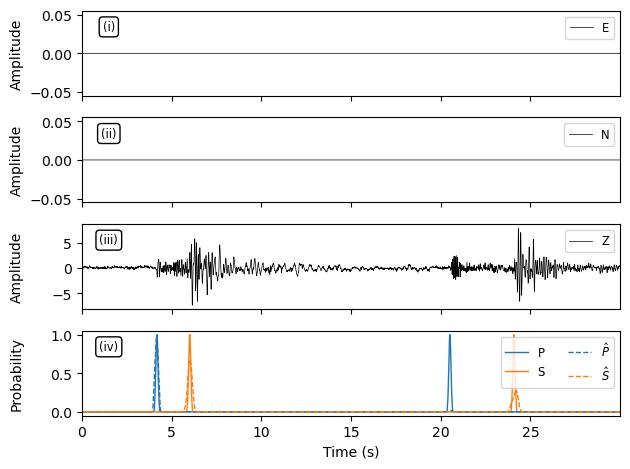 Amplitude
0.05
0.00
−0.05
(i)
E
Amplitude
0.05
0.00
−0.05
(ii)
N
Amplitude
5
0
−5
(iii)
Z
Probability
1.0
0.5
0.0
(iv)
P
S
P̂
Ŝ
0 5 10 15 20 25
Time (s)